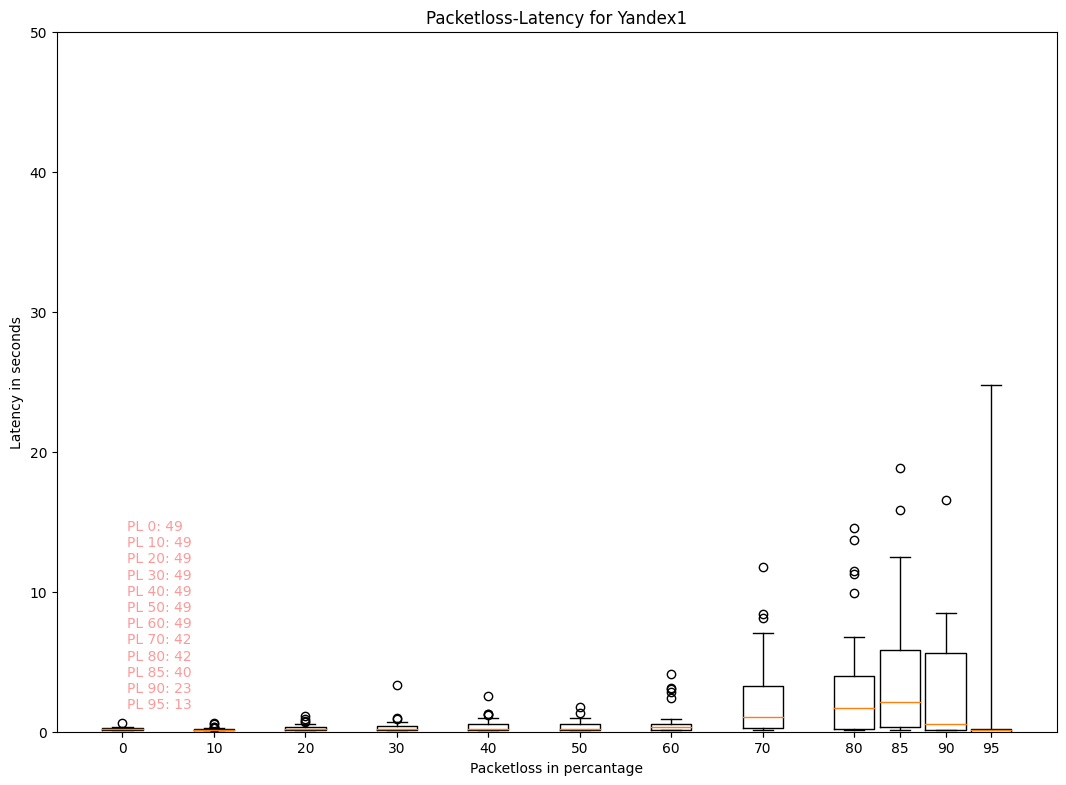 Packetloss-Latency for Yandex1
50
40
30
20
10
0
Latency in seconds
PL 0: 49
PL 10: 49
PL 20: 49
PL 30: 49
PL 40: 49
PL 50: 49
PL 60: 49
PL 70: 42
PL 80: 42
PL 85: 40
PL 90: 23
PL 95: 13
0 10 20 30 40 50 60 70 80 85 90 95
Packetloss in percantage